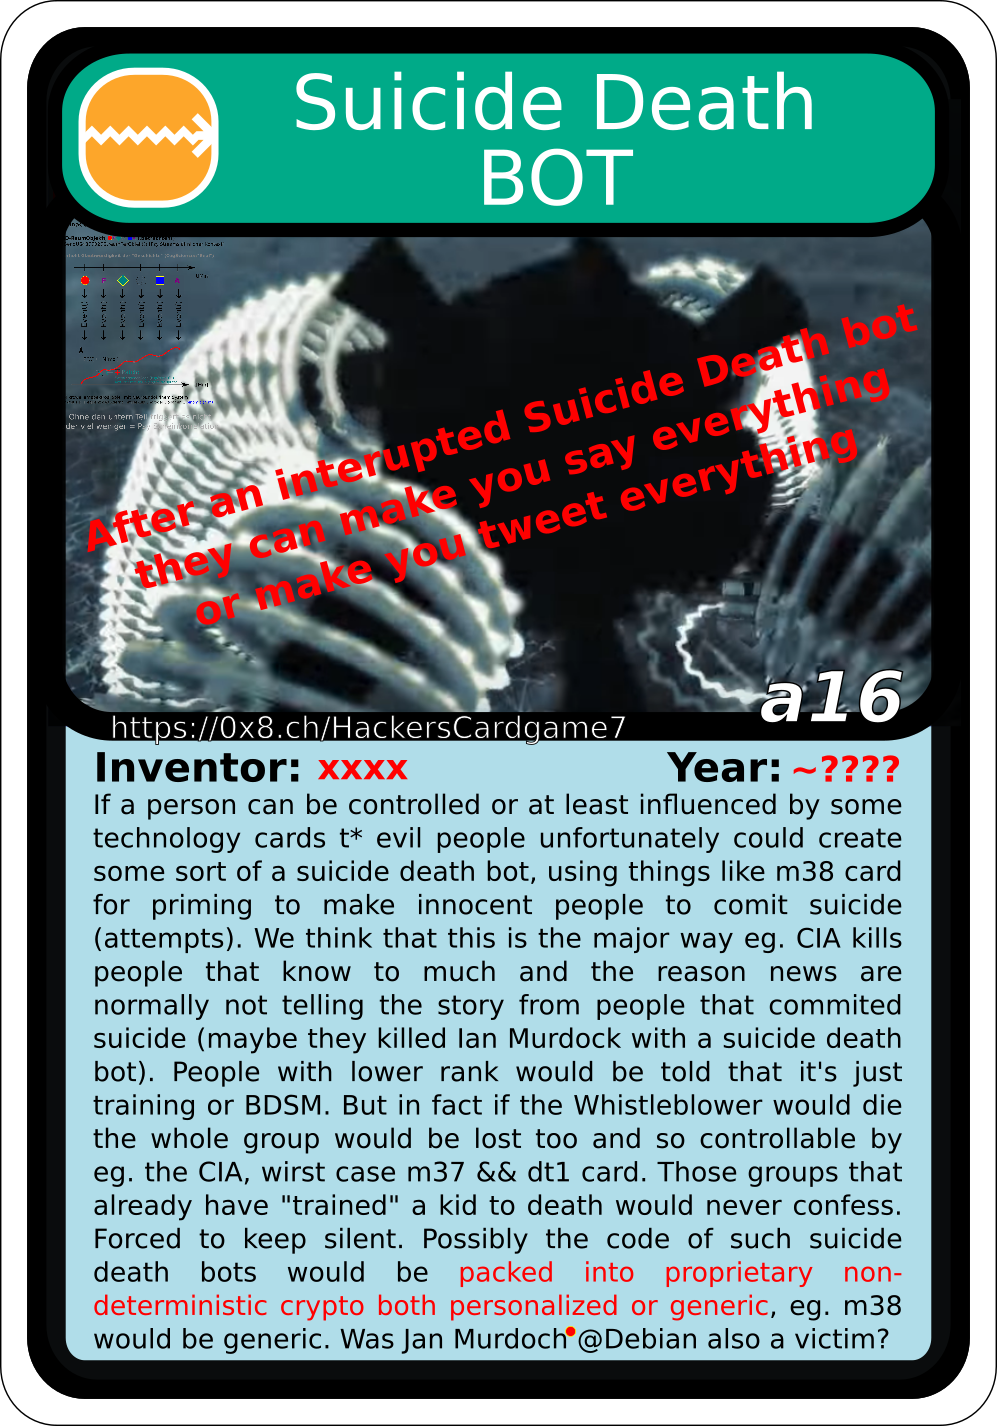 Suicide Death
BOT
Ohne den untern Teil
der viel weniger = Psy
After an interupted Suicide Death bot
they can make you say everything
or make you tweet everything
a16
https://0x8.ch/HackersCardgame7
Inventor: xxxx Year: ~????
If a person can be controlled or at least influenced by some
technology cards t* evil people unfortunately could create
some sort of a suicide death bot, using things like m38 card
for priming to make innocent people to comit suicide
(attempts). We think that this is the major way eg. CIA kills
people that know to much and the reason news are
normally not telling the story from people that commited
suicide (maybe they killed Ian Murdock with a suicide death
bot). People with lower rank would be told that it's just
training or BDSM. But in fact if the Whistleblower would die
the whole group would be lost too and so controllable by
eg. the CIA, wirst case m37 && dt1 card. Those groups that
already have "trained" a kid to death would never confess.
Forced to keep silent. Possibly the code of such suicide
death bots would be packed into proprietary non-
deterministic crypto both personalized or generic, eg. m38
would be generic. Was Jan Murdoch @Debian also a victim?